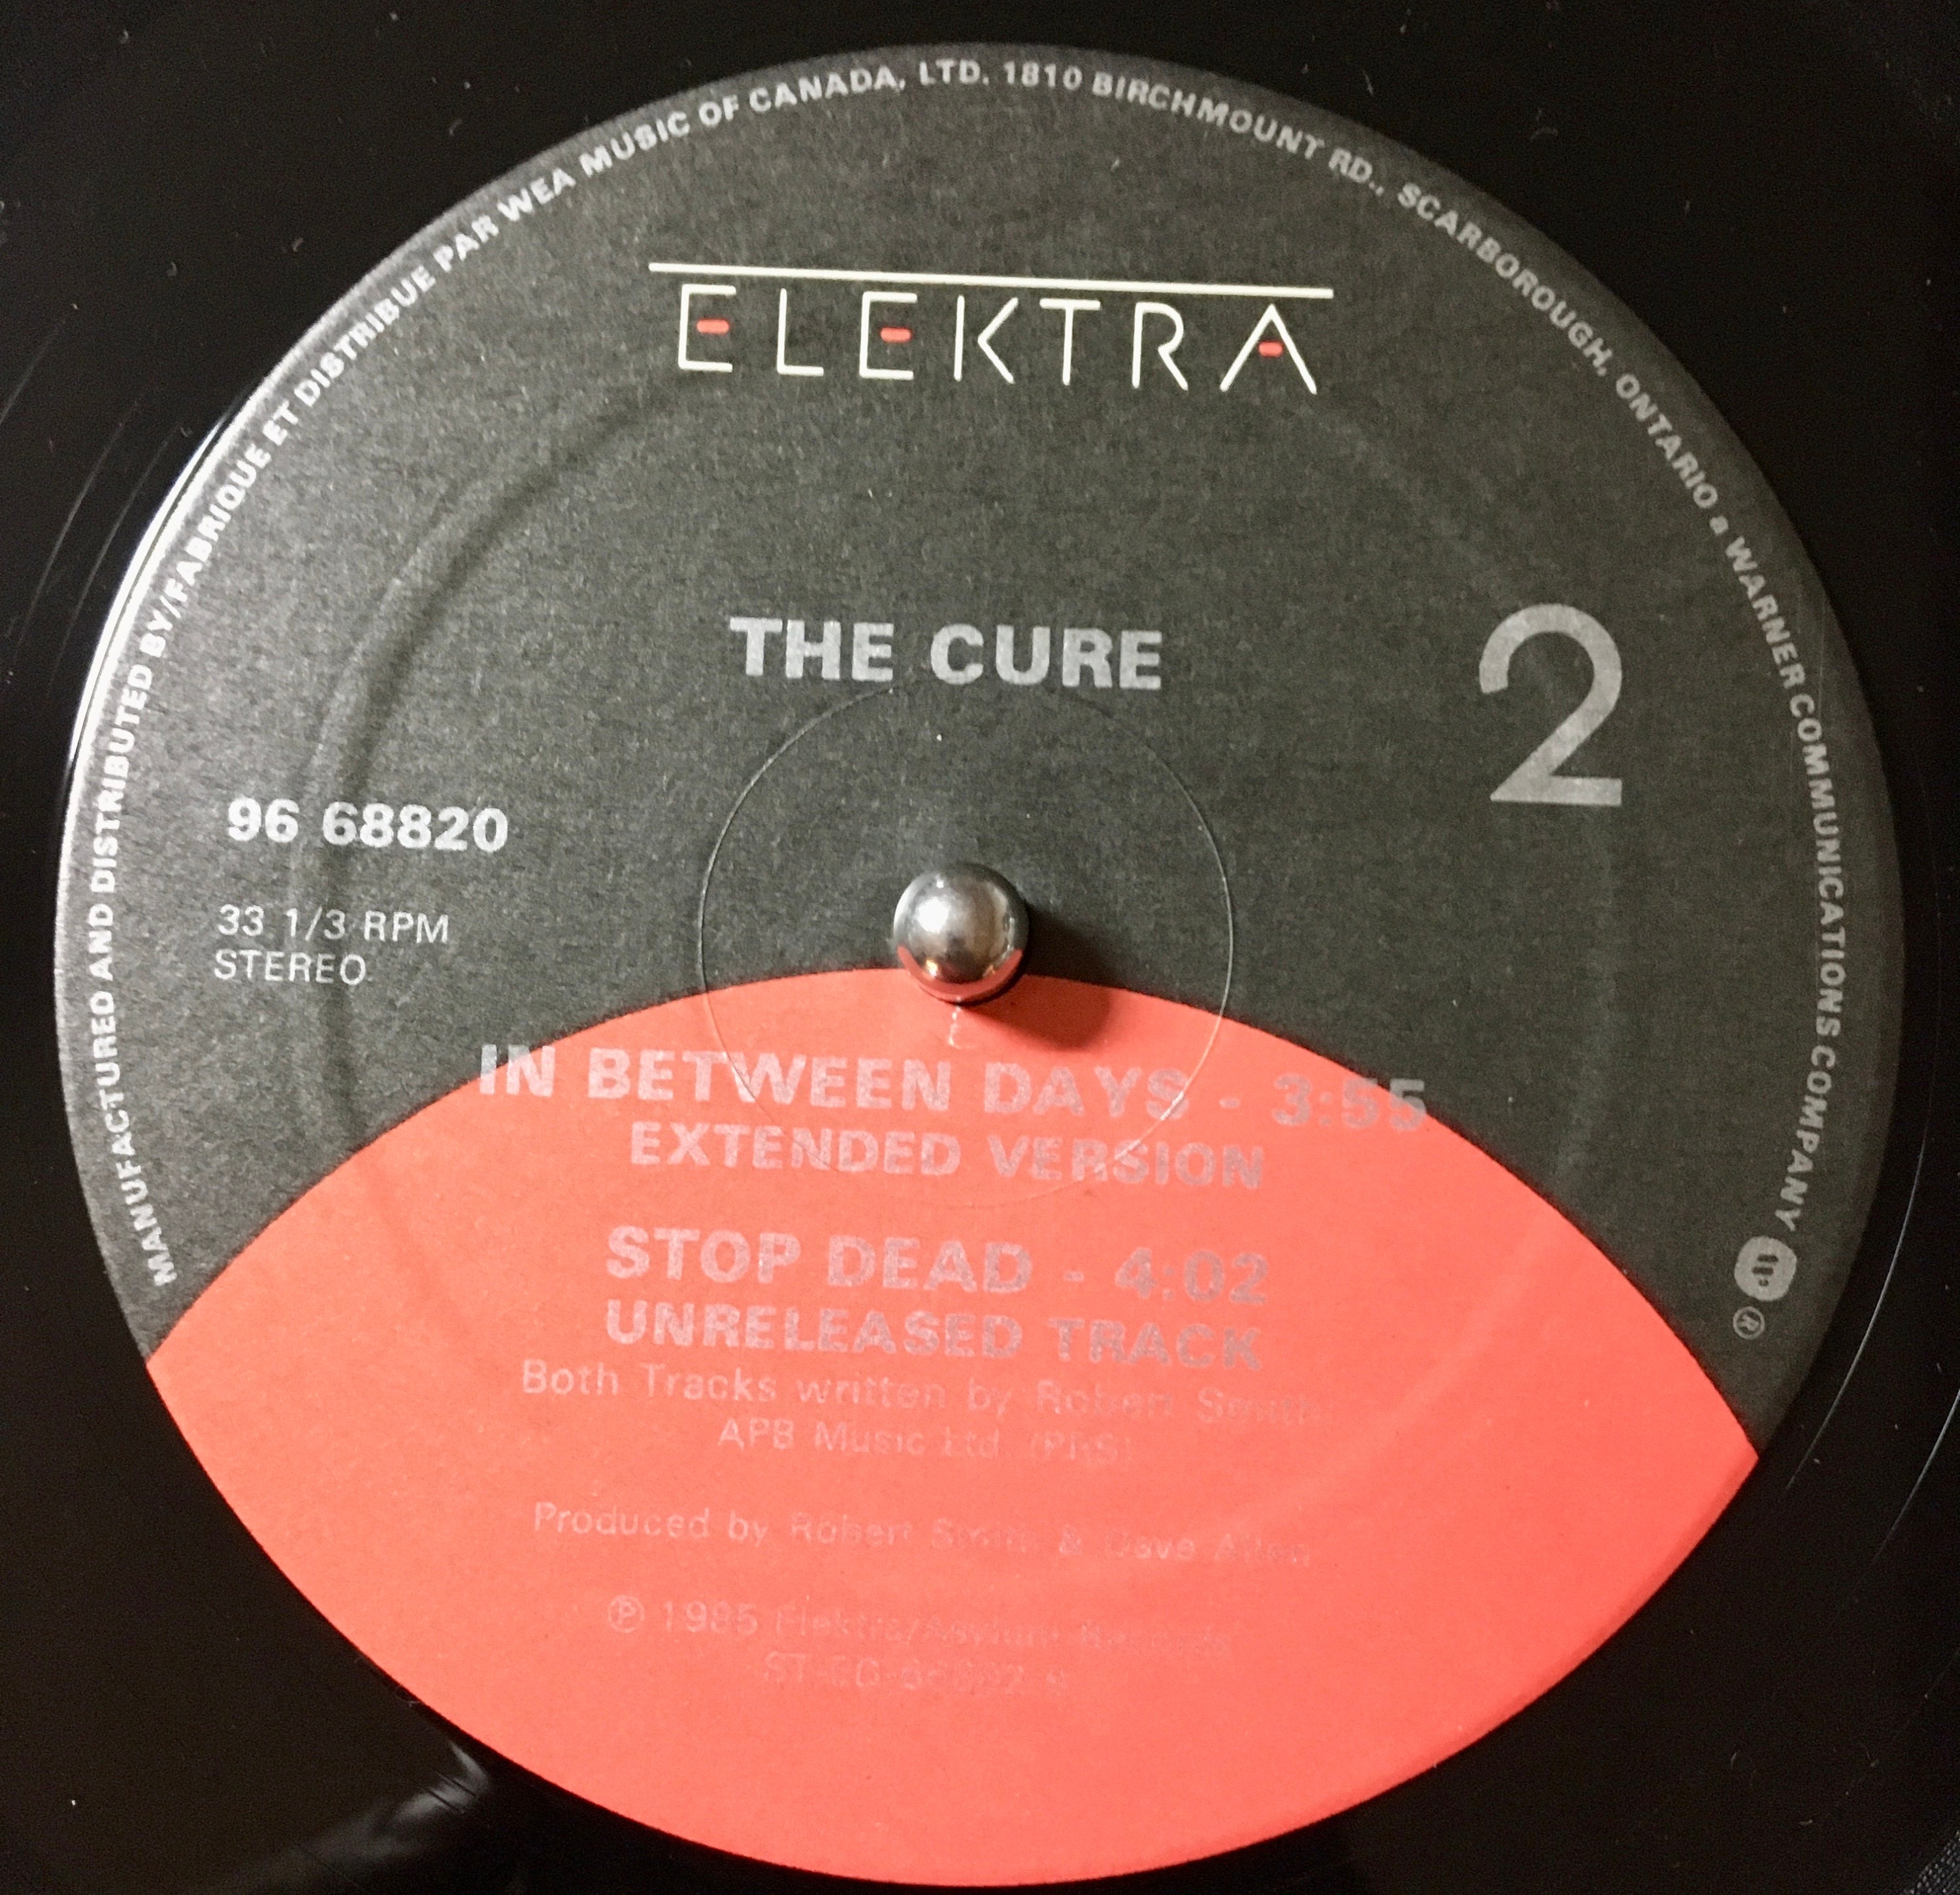 MANUFACTURED AND DISTRIBUTED BY/FABRIQUE ET DISTRIBUE PAR WEA MUSIC OF CANADA, LTD. 1810 BIRCHMOUNT RD., SCARBOROUGH, ONTARIO a WARNER COMMUNICATIONS COMPANY ®
ELEKTRA
THE CURE
2
96 68820
33 1/3 RPM
STEREO
IN BETWEEN DAYS - 3:55
EXTENDED VERSION
STOP DEAD - 4:02
UNRELEASED TRACK
Both Tracks written by Robert Smith
APB Music Ltd. (PRS)
Produced by Robert Smith & Dave Allen
℗ 1985 Elektra/Asylum Records